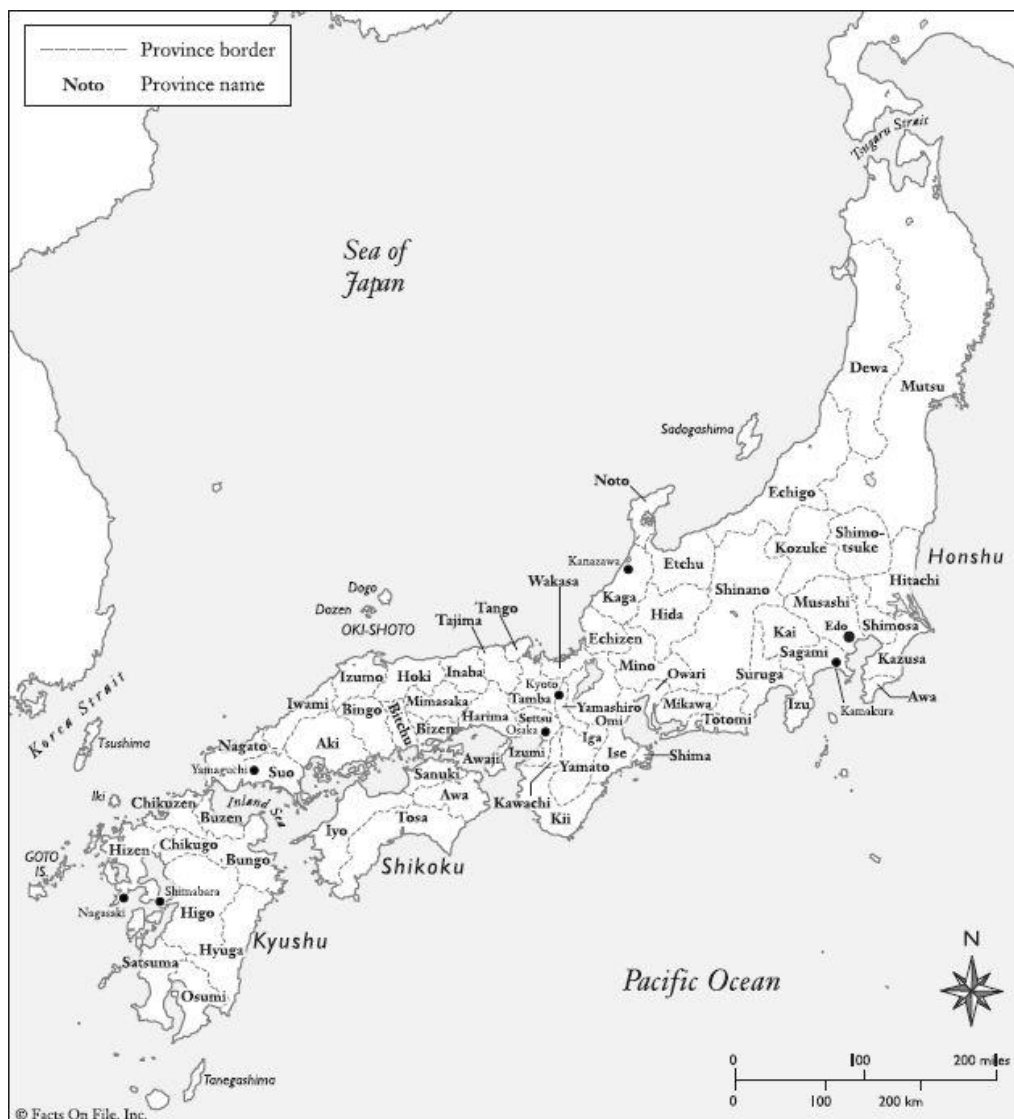 Province border
Noto Province name
Tsugaru Strait
Sea of
Japan
Dewa
Mutsu
Sadogashima
Noto
Echigo
Shimo-
tsuke
Kozuke
Honshu
Kanazawa
Etchu
Wakasa
Shinano
Hitachi
Dogo
Kaga
Musashi
Dozen
Tango
Hida
Edo
Shimosa
OKI-SHOTO
Tajima
Echizen
Kai
Sagami
Kazusa
Mino
Izumo
Hoki
Inaba
Owari
Suruga
Kyoto
Tamba
Awa
Korea Strait
Iwami
Bingo
Mimasaka
Yamashiro
Mikawa
Izu
Kamakura
Bitchu
Harima
Settsu
Omi
Totomi
Tsushima
Nagato
Aki
Bizen
Osaka
Iga
Izumi
Ise
Shima
Awaji
Yamaguchi
Suo
Sanuki
Yamato
Iki
Chikuzen
Inland Sea
Awa
Kawachi
Buzen
Tosa
Kii
Iyo
GOTO
IS.
Hizen
Chikugo
Bungo
Shikoku
Shimabara
Nagasaki
Higo
Kyushu
Hyuga
Satsuma
N
Osumi
Pacific Ocean
0 100 200 miles
Tanegashima
0 100 200 km
© Facts On File, Inc.